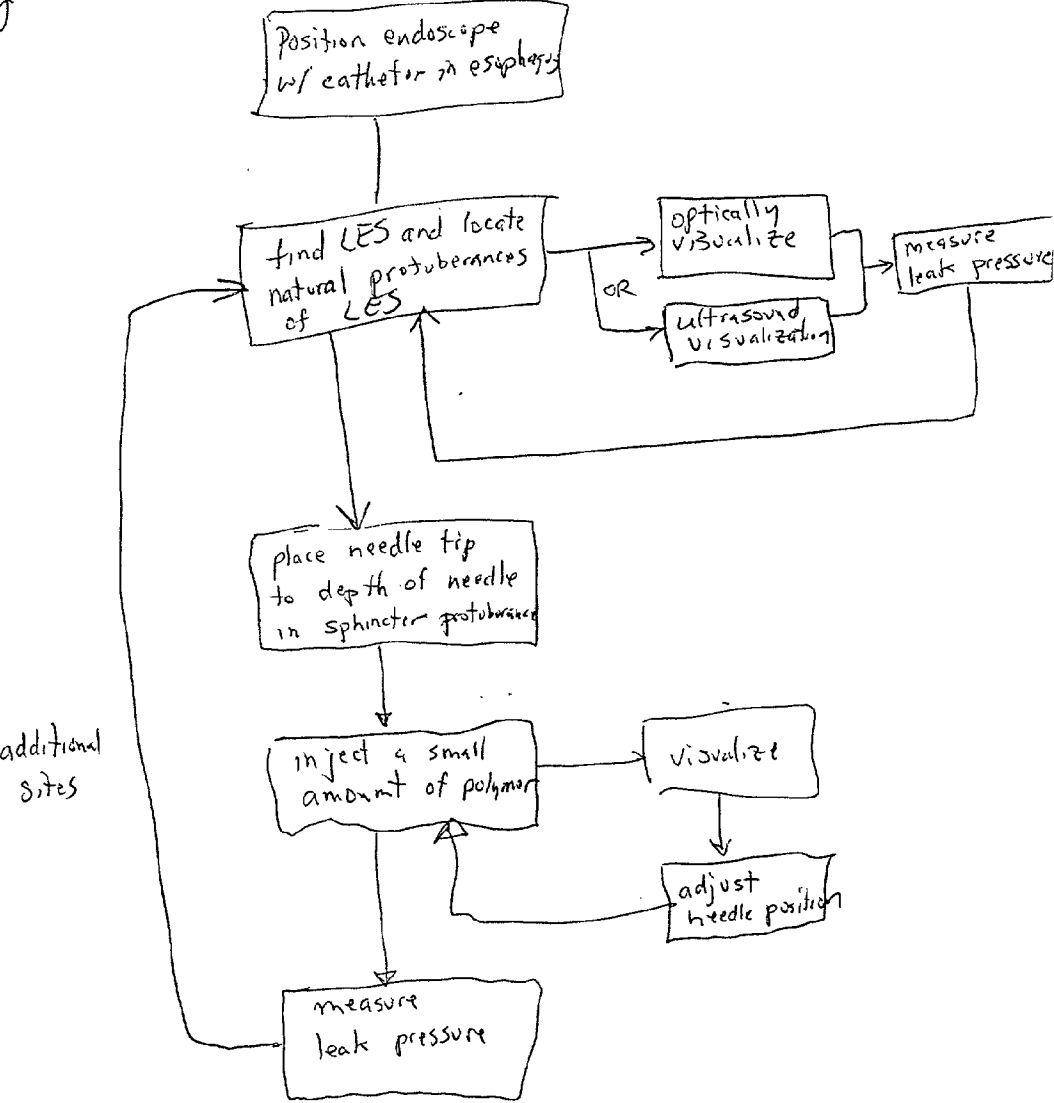 Position endoscope
w/ cathetor in esophagus
find LES and locate
natural protuberances
of LES
optically
visualize
OR
ultrasound
visualization
measure
leak pressure
place needle tip
to depth of needle
in sphincter protuberance
inject a small
amount of polymer
visualize
adjust
needle position
additional
sites
measure
leak pressure